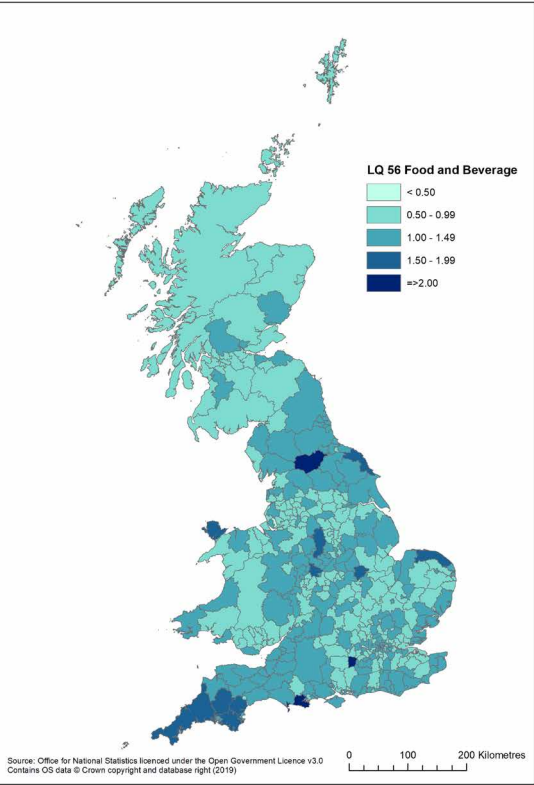 LQ 56 Food and Beverage
< 0.50
0.50 - 0.99
1.00 - 1.49
1.50 - 1.99
=>2.00
Source: Office for National Statistics licenced under the Open Government Licence v3.0
Contains OS data © Crown copyright and database right (2019)
0 100 200 Kilometres